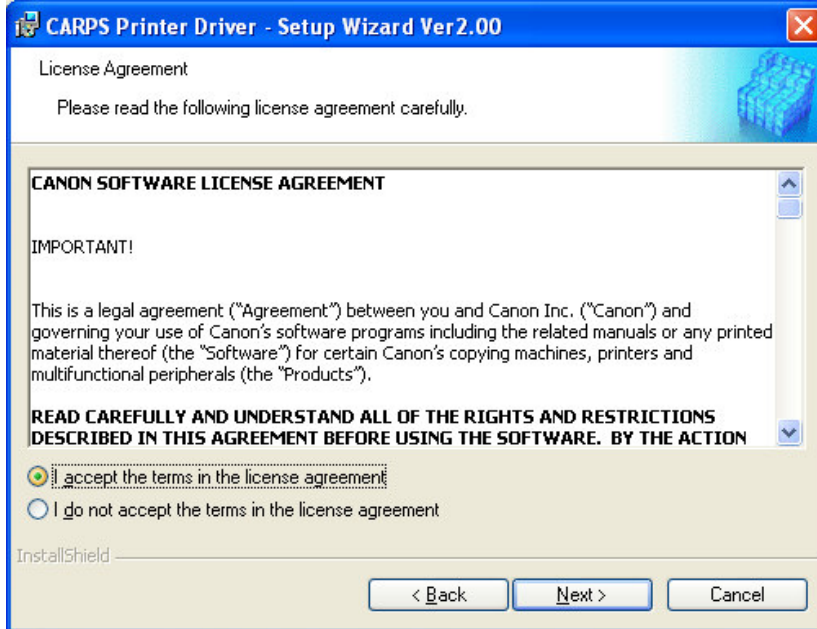 CARPS Printer Driver - Setup Wizard Ver2.00
License Agreement
Please read the following license agreement carefully.
CANON SOFTWARE LICENSE AGREEMENT
IMPORTANT!
This is a legal agreement ("Agreement") between you and Canon Inc. ("Canon") and
governing your use of Canon's software programs including the related manuals or any printed
material thereof (the "Software") for certain Canon's copying machines, printers and
multifunctional peripherals (the "Products").
READ CAREFULLY AND UNDERSTAND ALL OF THE RIGHTS AND RESTRICTIONS
DESCRIBED IN THIS AGREEMENT BEFORE USING THE SOFTWARE.  BY THE ACTION
I accept the terms in the license agreement
I do not accept the terms in the license agreement
InstallShield
< Back
Next >
Cancel